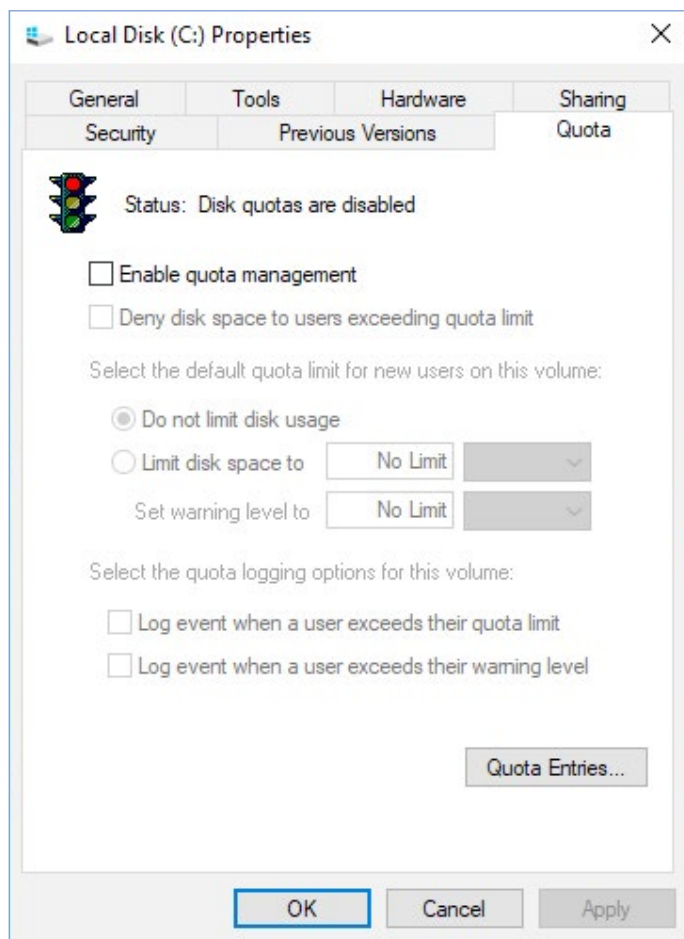 Local Disk (C:) Properties
General Tools Hardware Sharing
Security Previous Versions Quota
Status: Disk quotas are disabled
Enable quota management
Deny disk space to users exceeding quota limit
Select the default quota limit for new users on this volume:
Do not limit disk usage
Limit disk space to No Limit
Set warning level to No Limit
Select the quota logging options for this volume:
Log event when a user exceeds their quota limit
Log event when a user exceeds their warning level
Quota Entries...
OK Cancel Apply